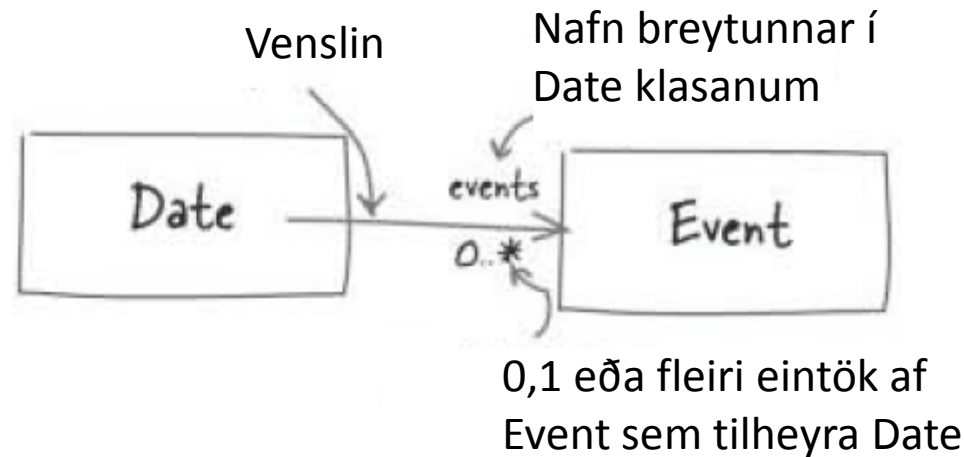 Venslin
Nafn breytunnar í
Date klasanum
Date
events
0..*
Event
0,1 eða fleiri eintök af
Event sem tilheyra Date